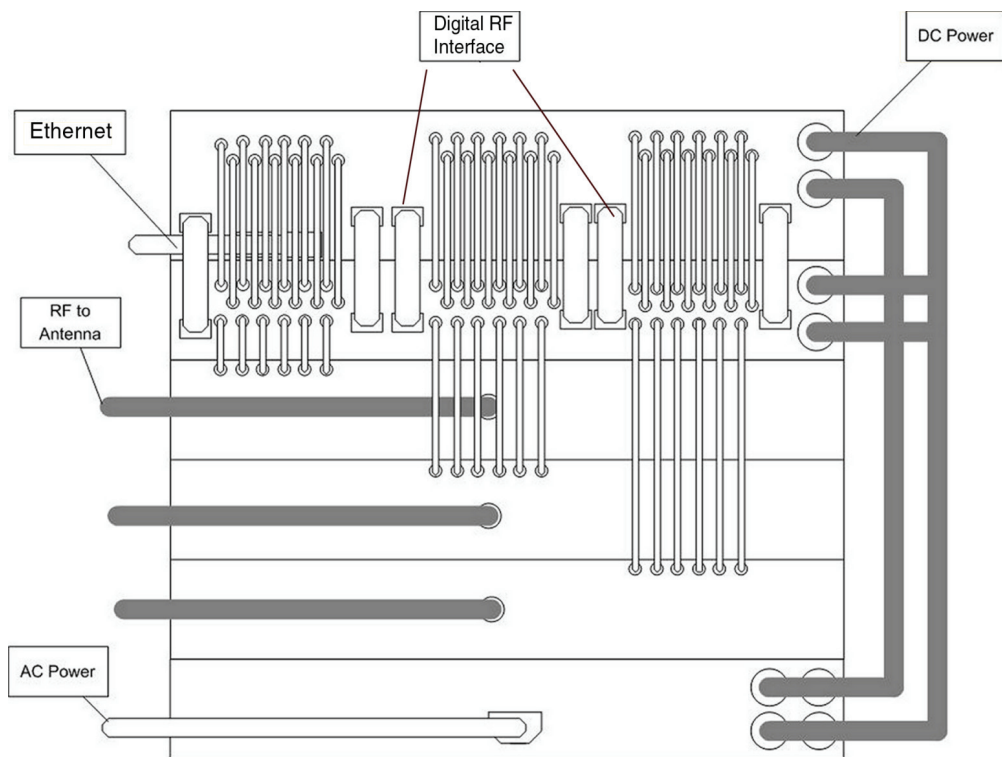 Digital RF
Interface
DC Power
Ethernet
RF to
Antenna
AC Power